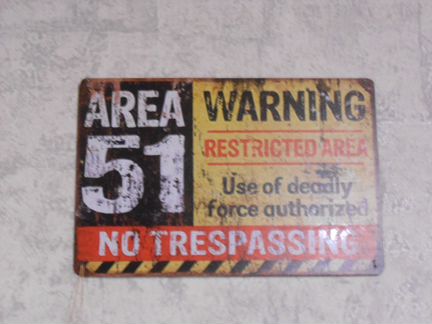 AREA
51
WARNING
RESTRICTED AREA
Use of deadly
force authorized
NO TRESPASSING